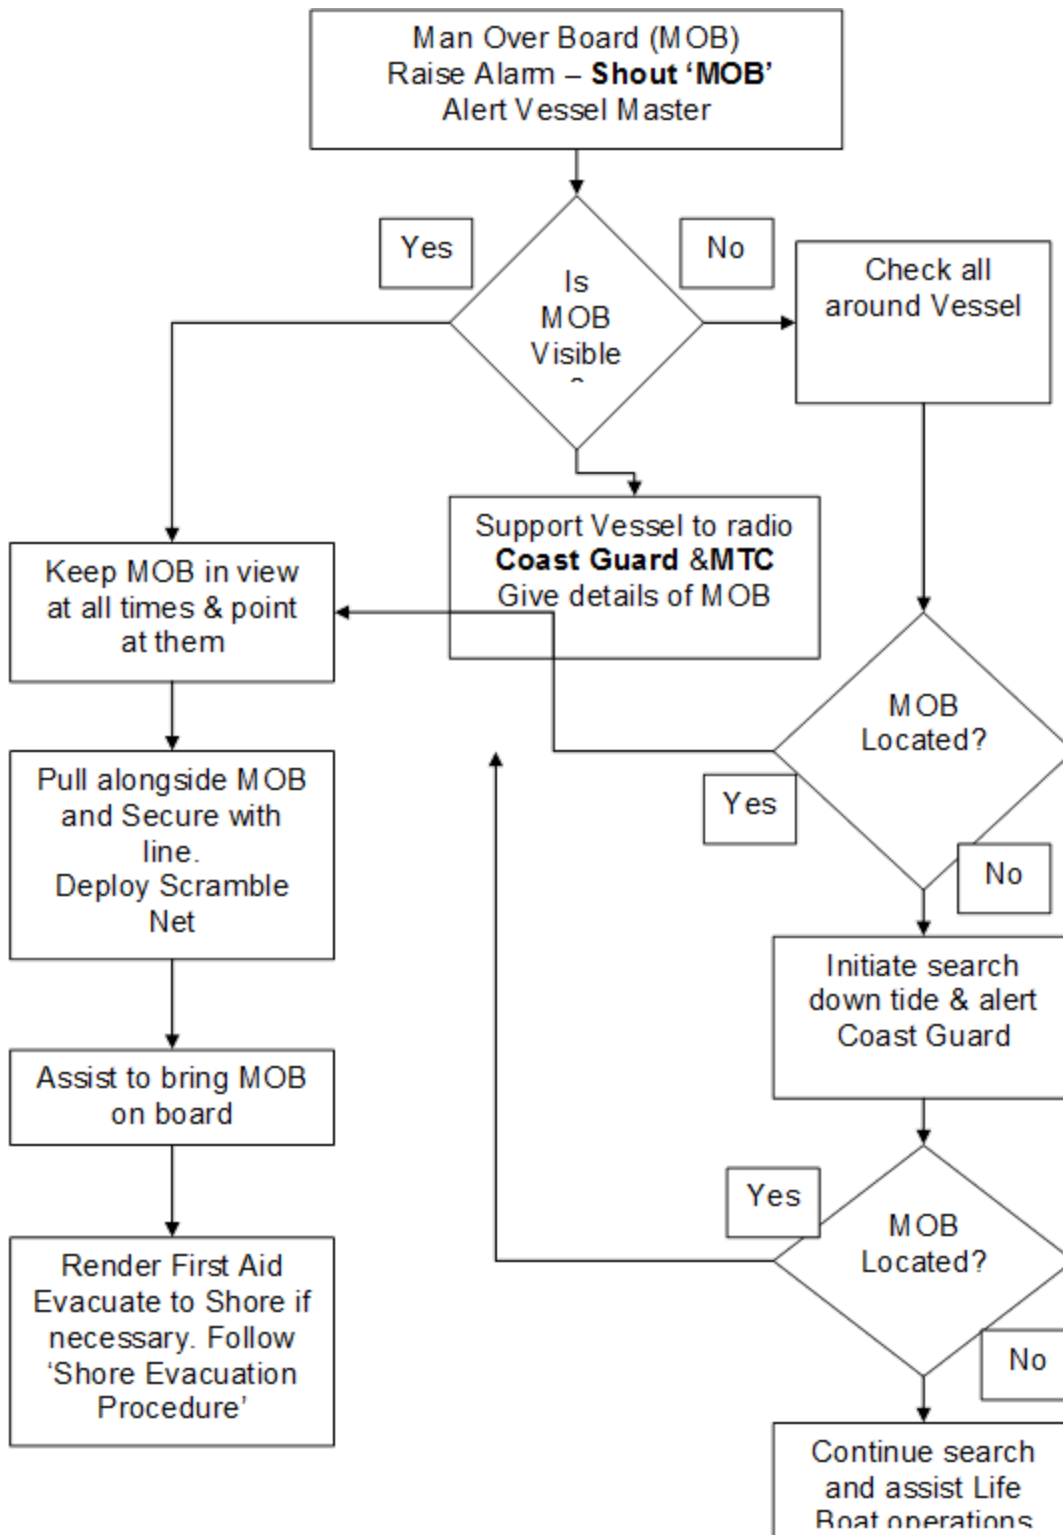 Man Over Board (MOB)
Raise Alarm – Shout ‘MOB’
Alert Vessel Master
Yes
No
Is
MOB
Visible
?
Check all
around Vessel
Support Vessel to radio
Coast Guard &MTC
Give details of MOB
Keep MOB in view
at all times & point
at them
MOB
Located?
Yes
No
Pull alongside MOB
and Secure with
line.
Deploy Scramble
Net
Initiate search
down tide & alert
Coast Guard
Assist to bring MOB
on board
Yes
MOB
Located?
No
Render First Aid
Evacuate to Shore if
necessary. Follow
‘Shore Evacuation
Procedure’
Continue search
and assist Life
Boat operations